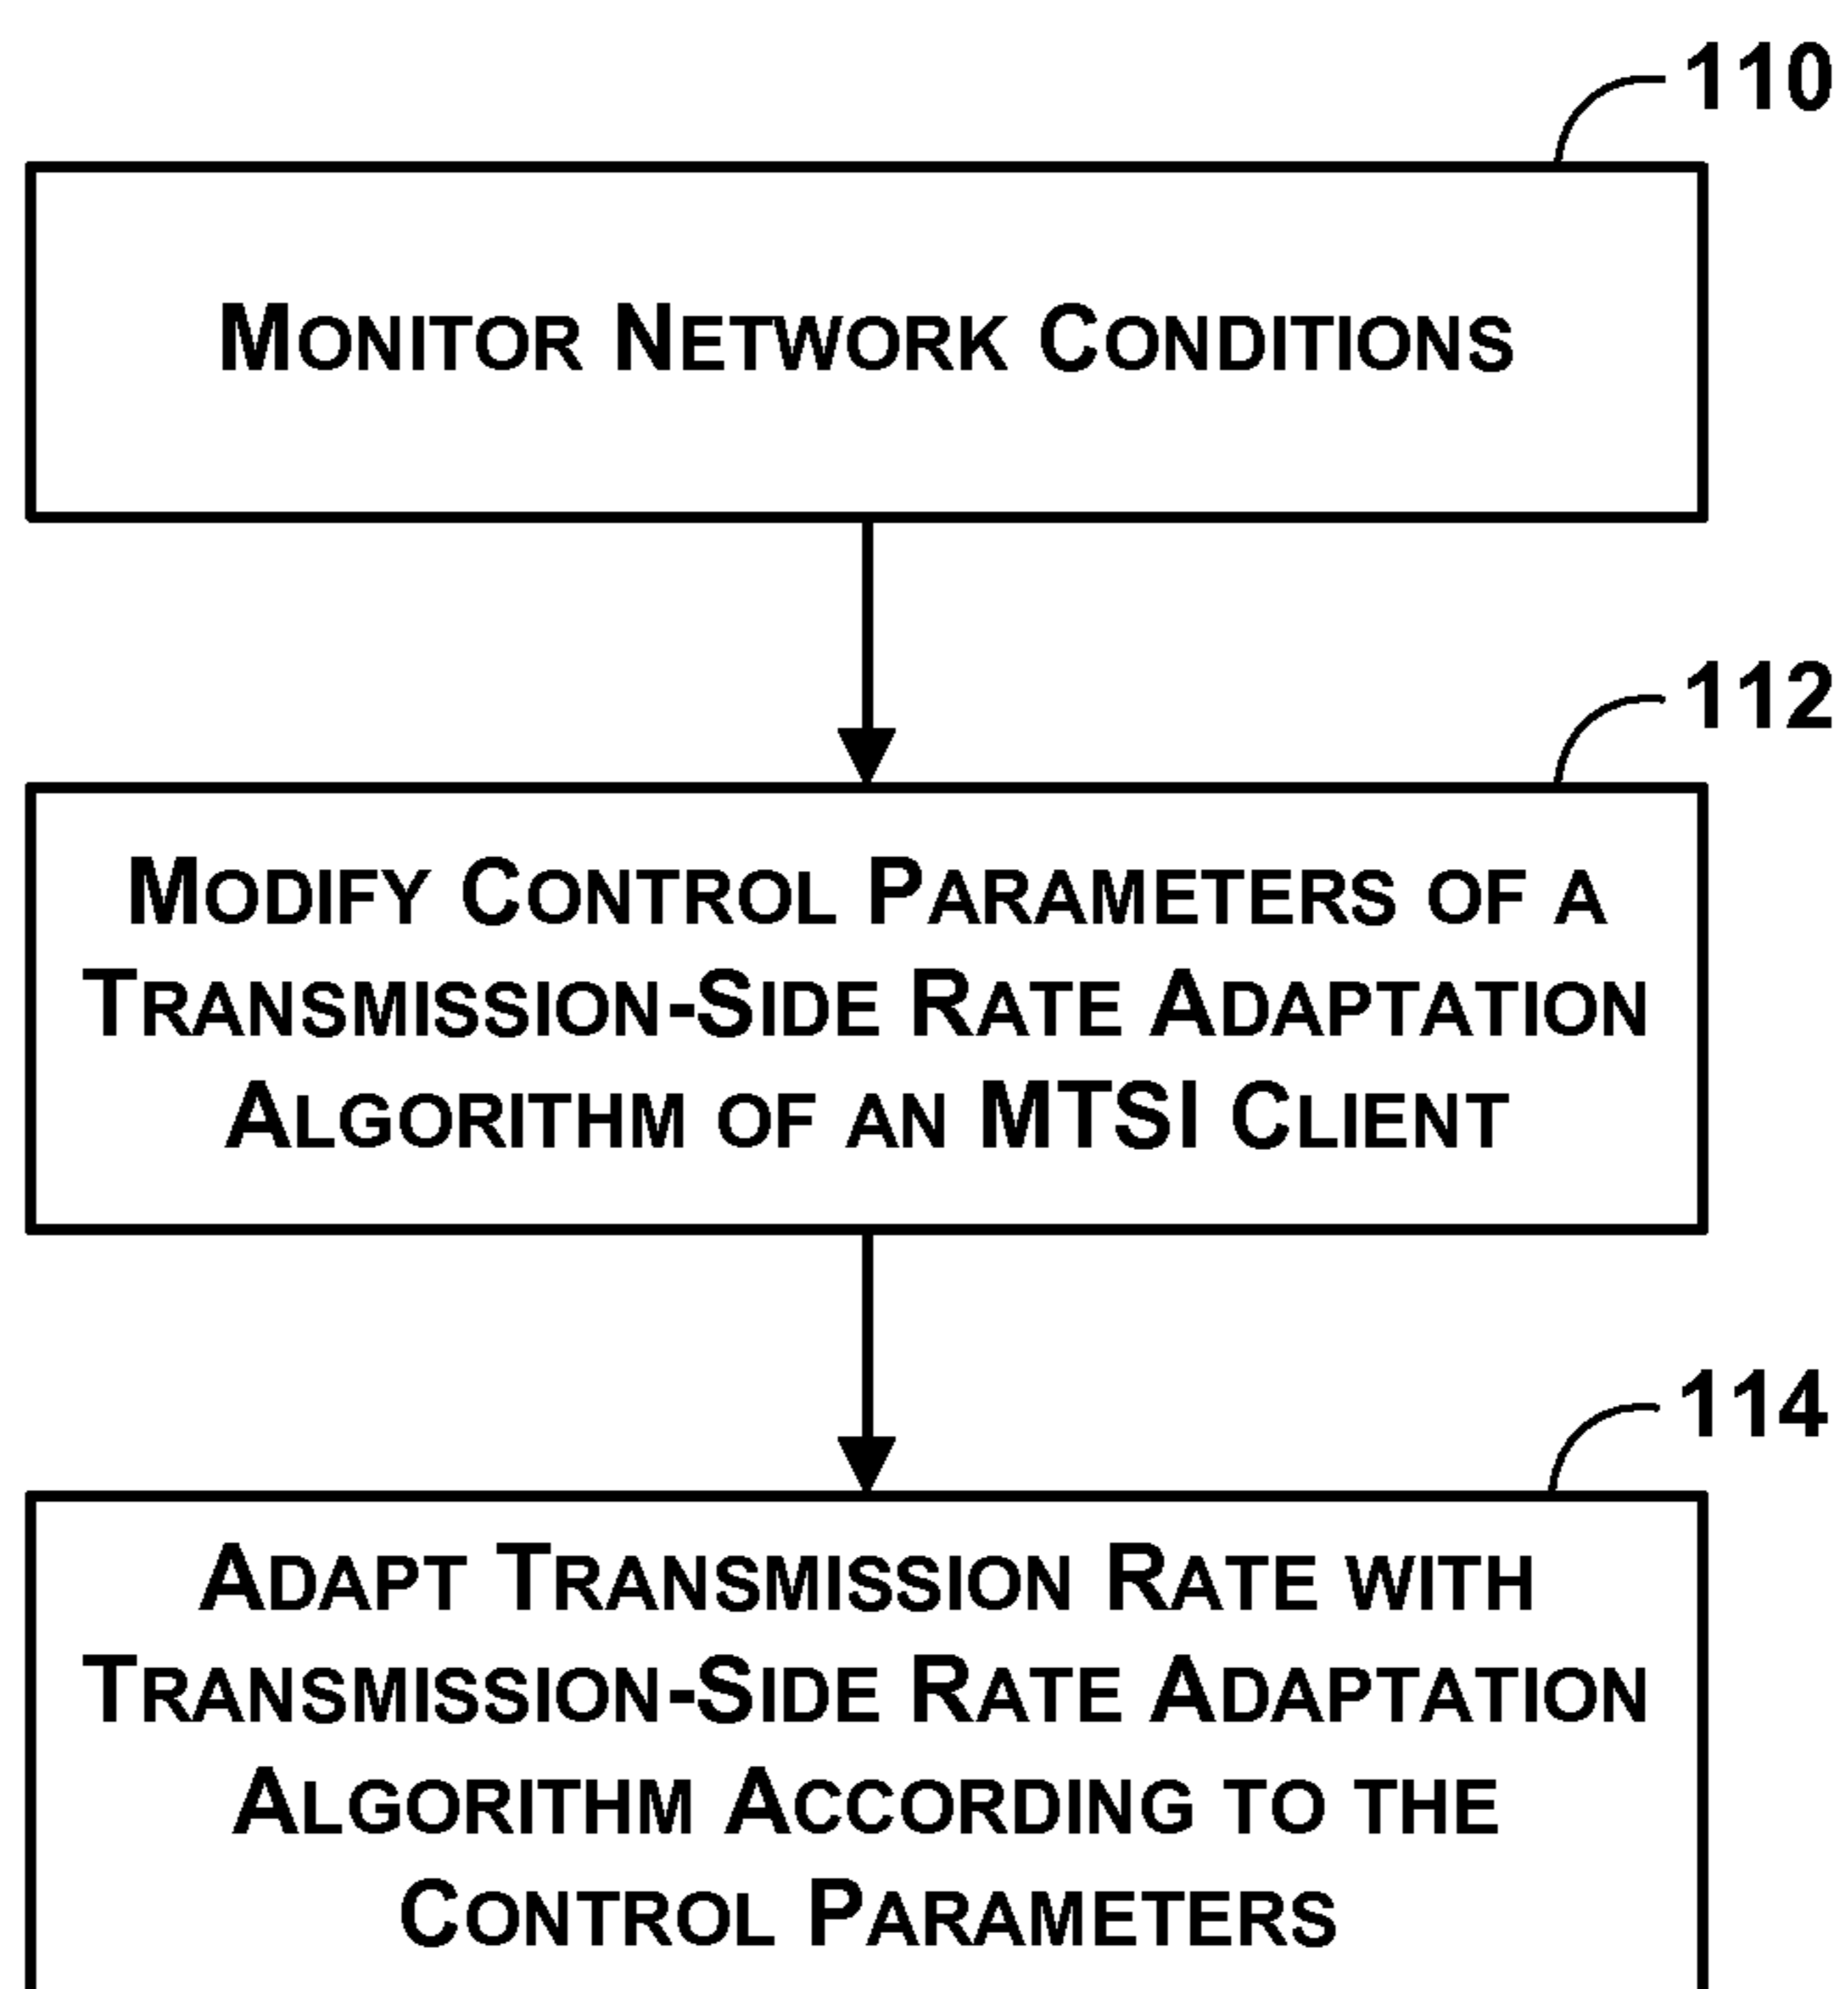 110
MONITOR NETWORK CONDITIONS
112
MODIFY CONTROL PARAMETERS OF A
TRANSMISSION-SIDE RATE ADAPTATION
ALGORITHM OF AN MTSI CLIENT
114
ADAPT TRANSMISSION RATE WITH
TRANSMISSION-SIDE RATE ADAPTATION
ALGORITHM ACCORDING TO THE
CONTROL PARAMETERS